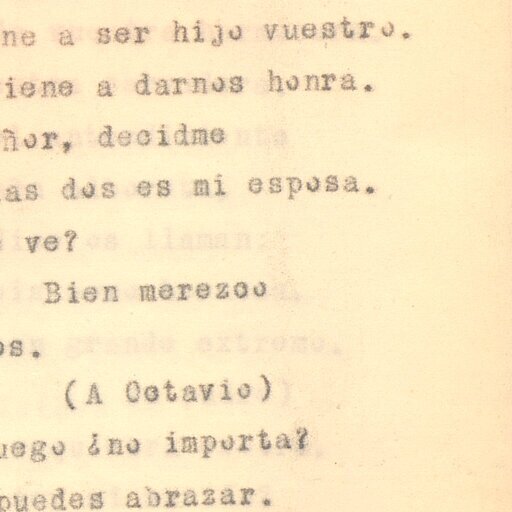 ne a ser hijo vuestro.
iene a darnos honra.
ñor, decidme
as dos es mi esposa.
ve?
Bien merezco
os.
(A Octavio)
uego ¿no importa?
puedes abrazar.